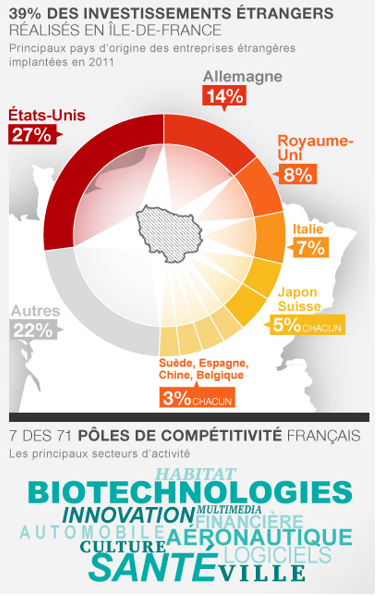 39% DES INVESTISSEMENTS ÉTRANGERS
RÉALISÉS EN ÎLE-DE-FRANCE
Principaux pays d'origine des entreprises étrangères
implantées en 2011
Allemagne
14%
États-Unis
27%
Royaume-
Uni
8%
Italie
7%
Japon
Suisse
5% CHACUN
Autres
22%
Suède, Espagne,
Chine, Belgique
3% CHACUN
7 DES 71 PÔLES DE COMPÉTITIVITÉ FRANÇAIS
Les principaux secteurs d'activité
HABITAT
BIOTECHNOLOGIES
INNOVATION MULTIMEDIA
FINANCIÈRE
AUTOMOBILE AÉRONAUTIQUE
CULTURE LOGICIELS
SANTÉ VILLE